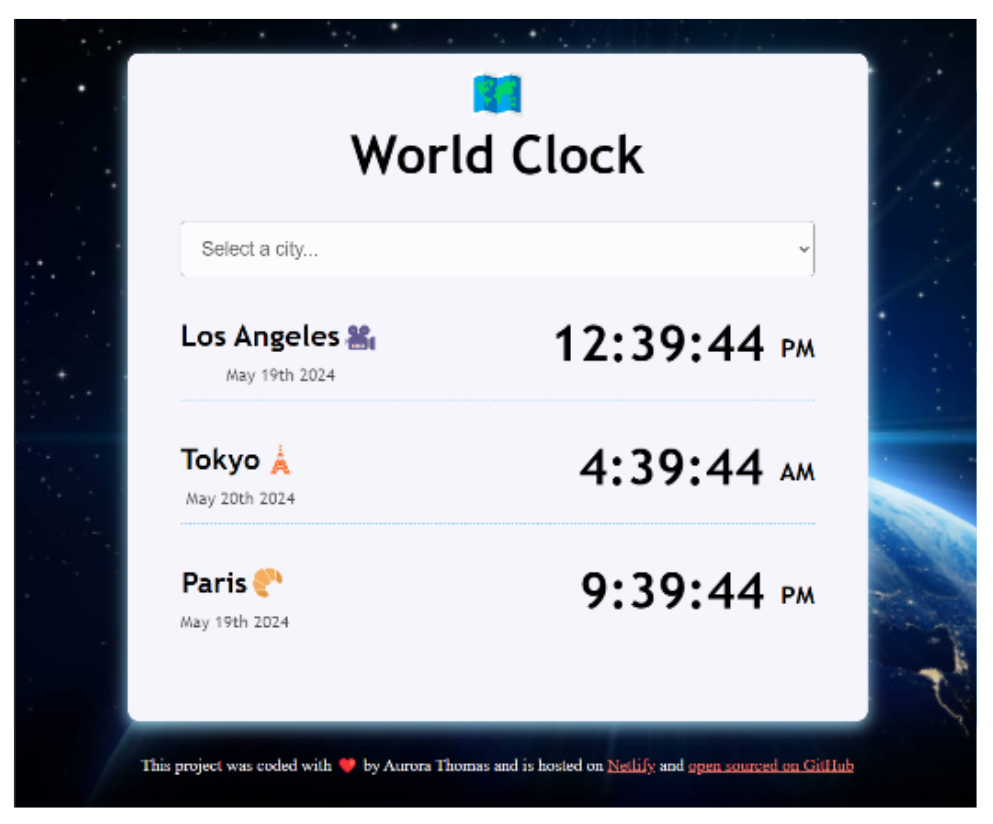 World Clock
Select a city...
Los Angeles
12:39:44 PM
May 19th 2024
Tokyo
4:39:44 AM
May 20th 2024
Paris
9:39:44 PM
May 19th 2024
This project was coded with ❤ by Aurora Thomas and is hosted on Netlify and open sourced on GitHub